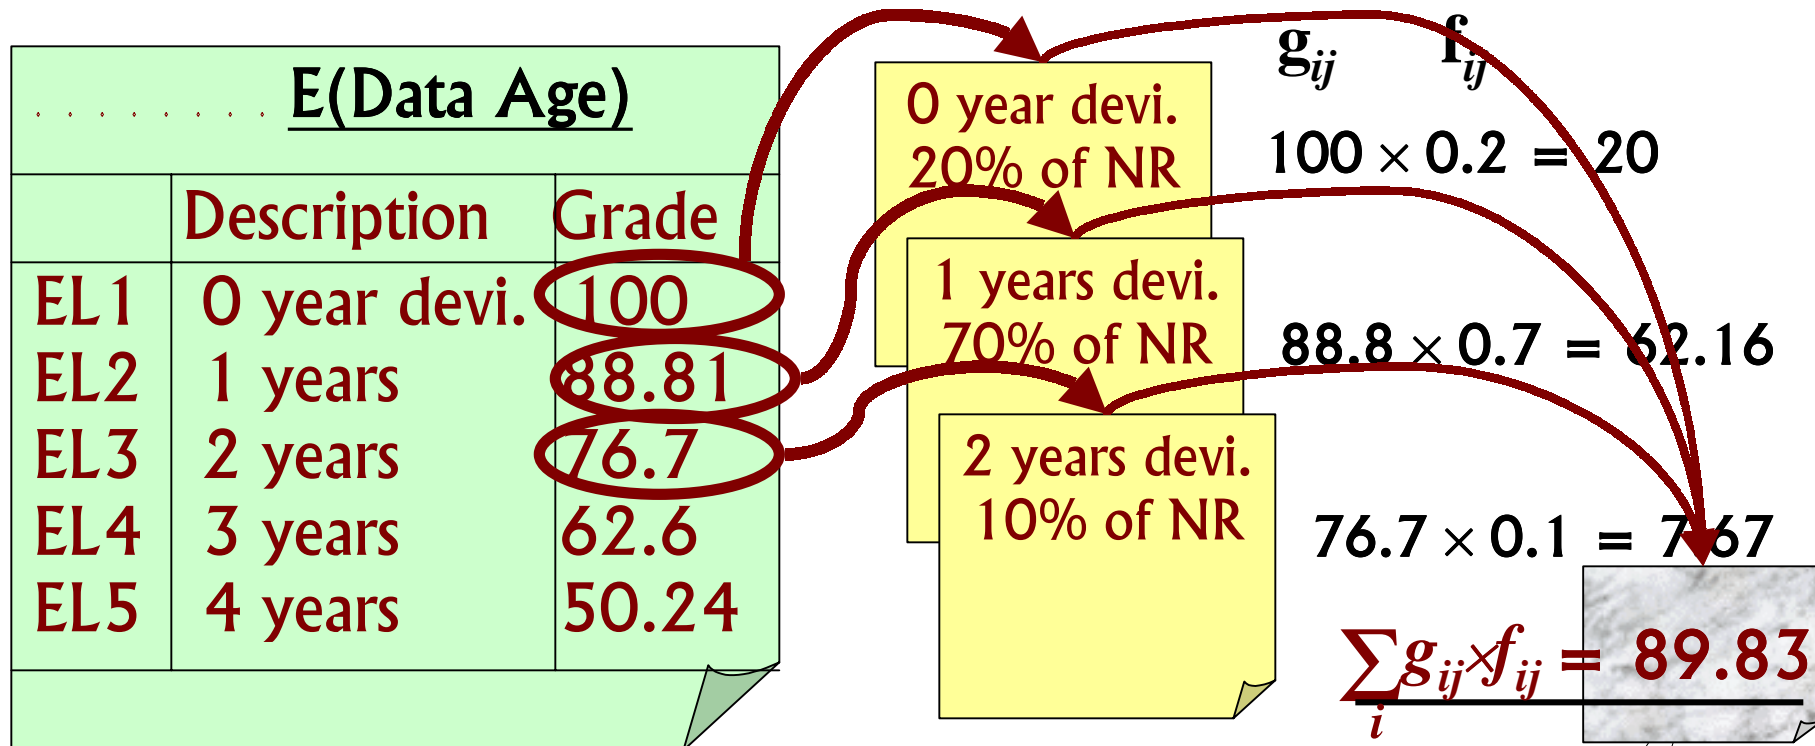 E(Data Age)
Description Grade
EL1 0 year devi. 100
EL2 1 years 88.81
EL3 2 years 76.7
EL4 3 years 62.6
EL5 4 years 50.24
0 year devi.
20% of NR
1 years devi.
70% of NR
2 years devi.
10% of NR
gij fij
100 × 0.2 = 20
88.8 × 0.7 = 62.16
76.7 × 0.1 = 7.67
∑ gij×fij = 89.83
i